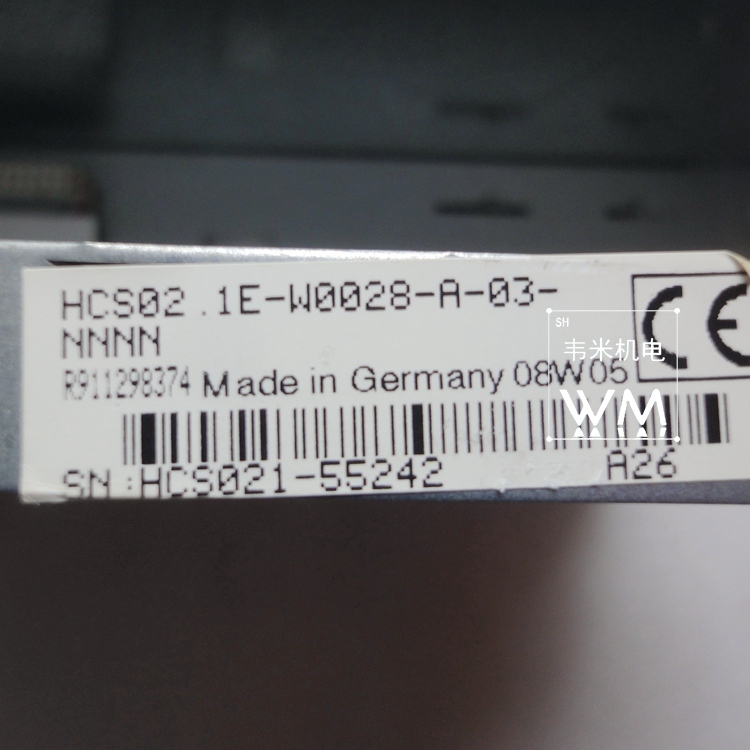 HCS02.1E-W0028-A-03-
NNNN
R911298374 Made in Germany 08W05
SN:HCS021-55242 A26
CE
SH
韦米机电
WM